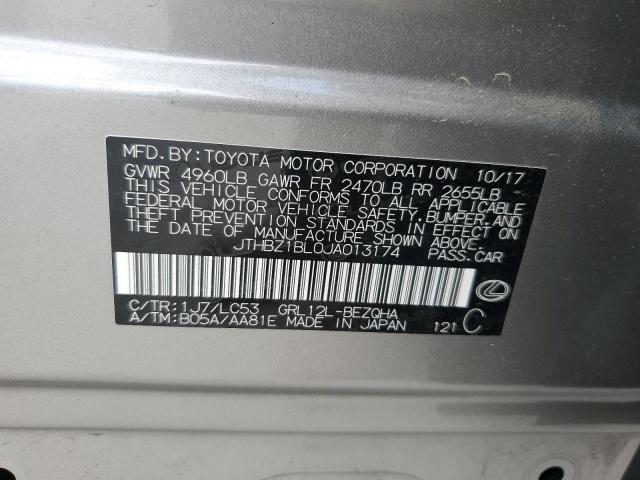 MFD.BY:TOYOTA MOTOR CORPORATION 10/17
GVWR 4960LB GAWR FR 2470LB RR 2655LB
THIS VEHICLE CONFORMS TO ALL APPLICABLE
FEDERAL MOTOR VEHICLE SAFETY, BUMPER, AND
THEFT PREVENTION STANDARDS IN EFFECT ON
THE DATE OF MANUFACTURE SHOWN ABOVE.
JTHBZ1BL0JA013174 PASS.CAR
C/TR:1J7/LC53 GRL12L-BEZQHA
A/TM:B05A/AA81E MADE IN JAPAN 121 C